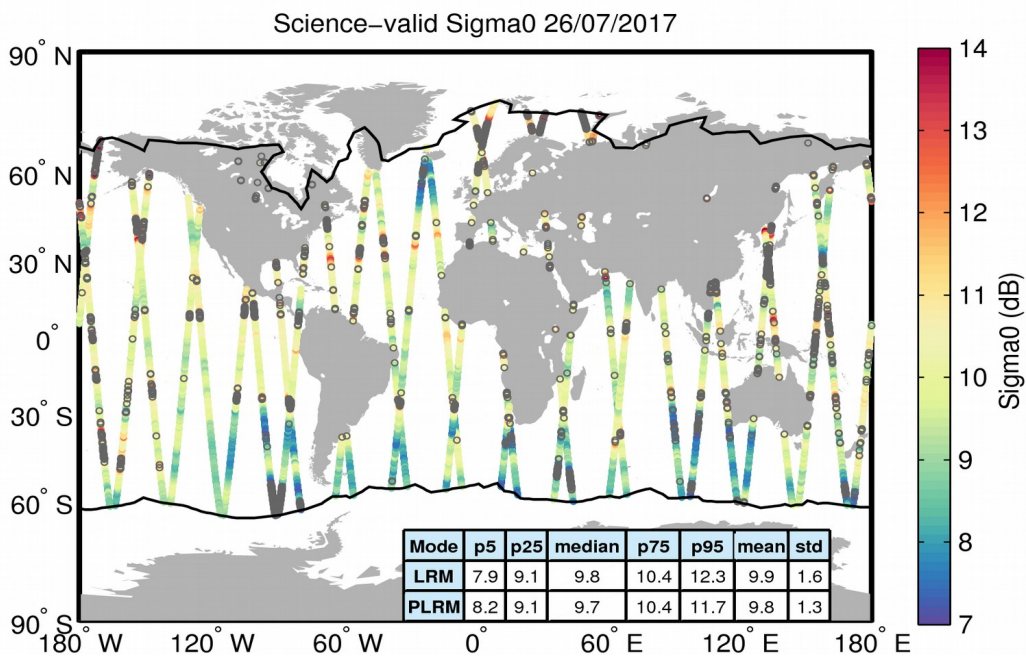 Science−valid Sigma0 26/07/2017
90° N
60° N
30° N
0°
30° S
60° S
90° S
180° W
120° W
60° W
0°
60° E
120° E
180° E
14
13
12
11
10
9
8
7
Sigma0 (dB)
Mode p5 p25 median p75 p95 mean std
LRM 7.9 9.1 9.8 10.4 12.3 9.9 1.6
PLRM 8.2 9.1 9.7 10.4 11.7 9.8 1.3